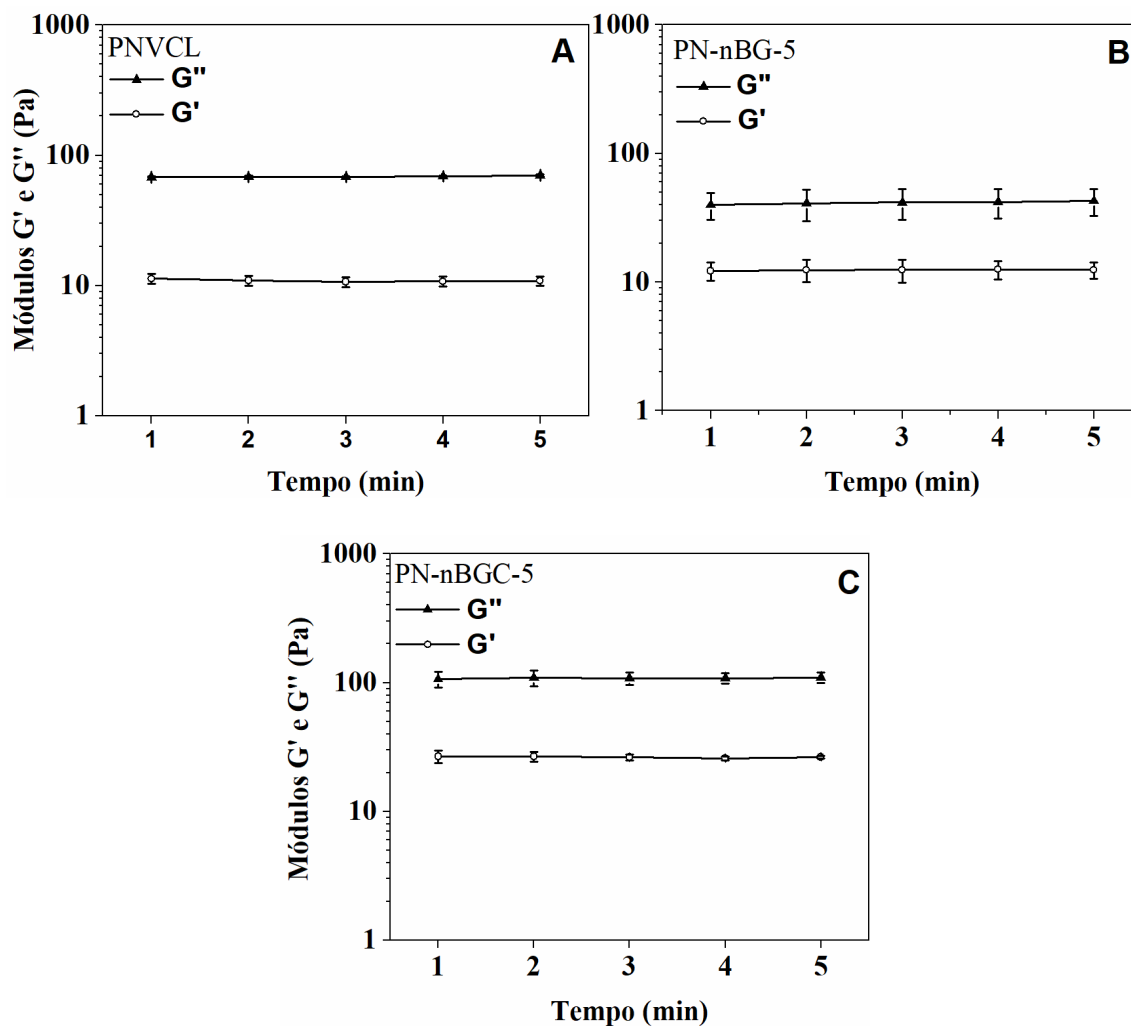 Módulos G' e G'' (Pa)
1000
100
10
1
PNVCL
G"
G'
A
1 2 3 4 5
Tempo (min)
1000
100
10
1
PN-nBG-5
G"
G'
B
1 2 3 4 5
Tempo (min)
Módulos G' e G'' (Pa)
1000
100
10
1
PN-nBGC-5
G"
G'
C
1 2 3 4 5
Tempo (min)